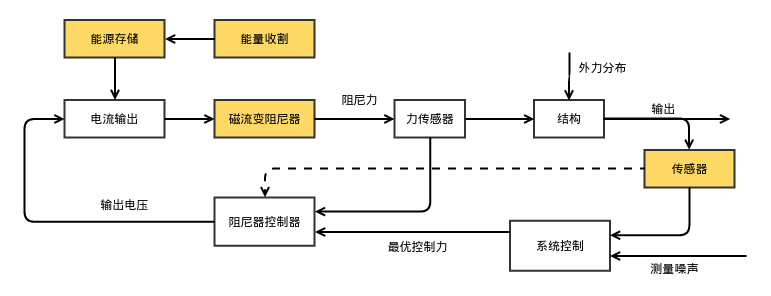 能源存储
能量收割
外力分布
阻尼力
电流输出
磁流变阻尼器
力传感器
结构
输出
传感器
输出电压
阻尼器控制器
最优控制力
系统控制
测量噪声